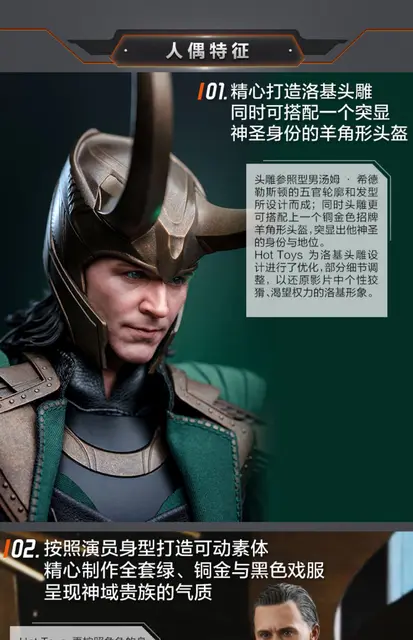 人偶特征
01. 精心打造洛基头雕
同时可搭配一个突显
神圣身份的羊角形头盔
头雕参照型男汤姆 · 希德
勒斯顿的五官轮廓和发型
所设计而成；同时头雕更
可搭配上一个铜金色招牌
羊角形头盔，突显出他神圣
的身份与地位。
Hot Toys 为洛基头雕设
计进行了优化，部分细节调
整，以还原影片中个性狡
猾、渴望权力的洛基形象。
02. 按照演员身型打造可动素体
精心制作全套绿、铜金与黑色戏服
呈现神域贵族的气质